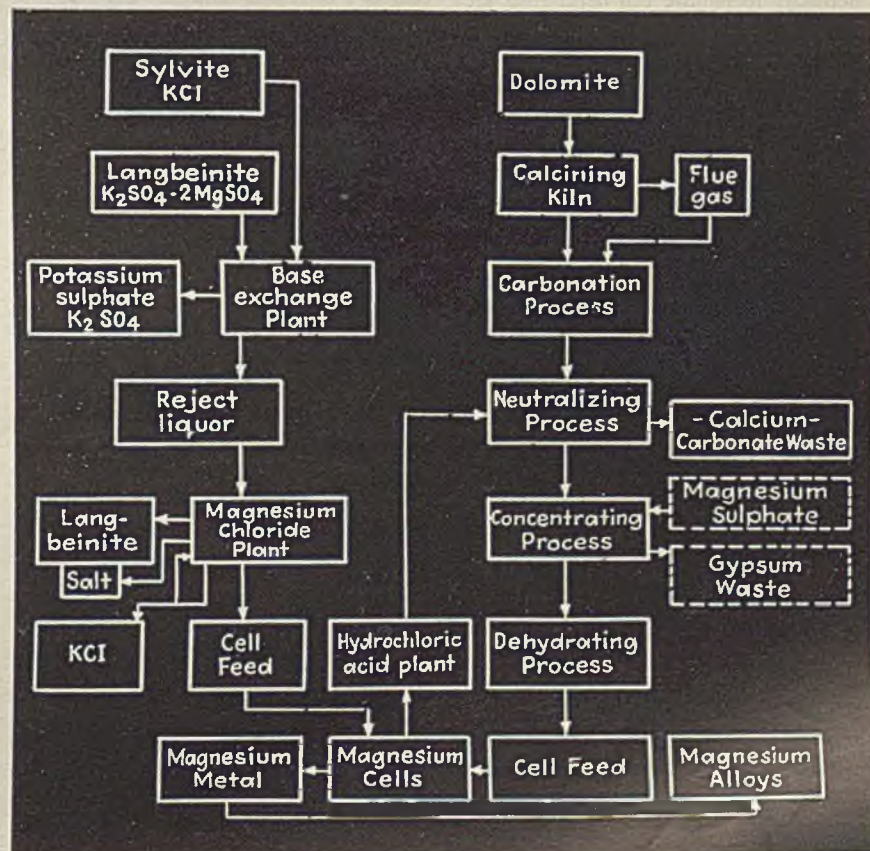 Sylvite
KCl
Langbeinite
K₂SO₄·2MgSO₄
Potassium
sulphate
K₂SO₄
Base
exchange
Plant
Reject
liquor
Lang-
beinite
Salt
Magnesium
Chloride
Plant
KCl
Cell
Feed
Hydrochloric
acid plant
Magnesium
Metal
Magnesium
Cells
Dolomite
Calcining
Kiln
Flue
gas
Carbonation
Process
Neutralizing
Process
-Calcium-
Carbonate Waste
Concentrating
Process
Magnesium
Sulphate
Gypsum
Waste
Dehydrating
Process
Cell Feed
Magnesium
Alloys